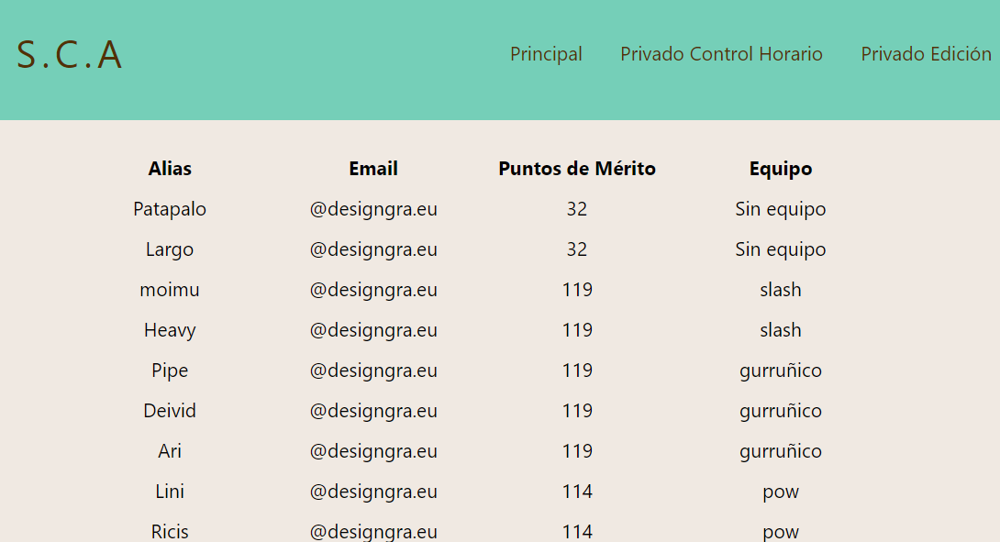 S.C.A Principal Privado Control Horario Privado Edición
Alias Email Puntos de Mérito Equipo
Patapalo @designgra.eu 32 Sin equipo
Largo @designgra.eu 32 Sin equipo
moimu @designgra.eu 119 slash
Heavy @designgra.eu 119 slash
Pipe @designgra.eu 119 gurruñico
Deivid @designgra.eu 119 gurruñico
Ari @designgra.eu 119 gurruñico
Lini @designgra.eu 114 pow
Ricis @designgra.eu 114 pow